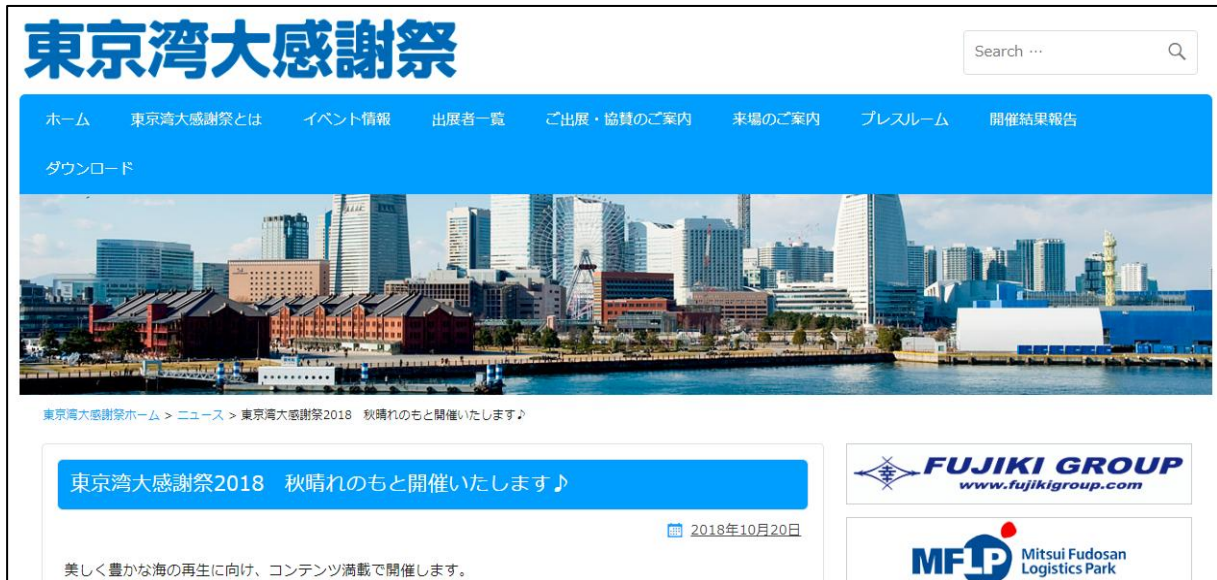 東京湾大感謝祭
Search …
ホーム 東京湾大感謝祭とは イベント情報 出展者一覧 ご出展・協賛のご案内 来場のご案内 プレスルーム 開催結果報告
ダウンロード
東京湾大感謝祭ホーム > ニュース > 東京湾大感謝祭2018 秋晴れのもと開催いたします♪
東京湾大感謝祭2018 秋晴れのもと開催いたします♪
2018年10月20日
美しく豊かな海の再生に向け、コンテンツ満載で開催します。
FUJIKI GROUP
www.fujikigroup.com
MFLP Mitsui Fudosan
Logistics Park